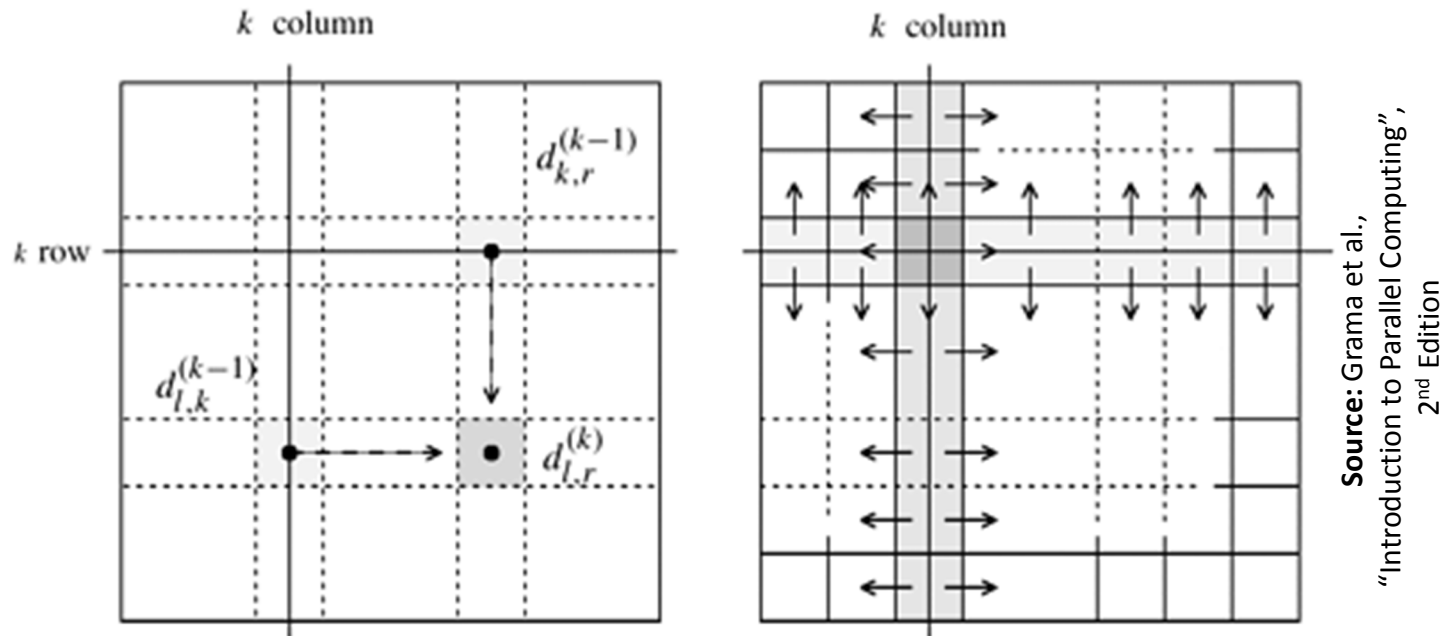 k column
k column
d_{k,r}^{(k−1)}
k row
d_{l,k}^{(k−1)}
d_{l,r}^{(k)}
Source: Grama et al.,
“Introduction to Parallel Computing”,
2nd Edition